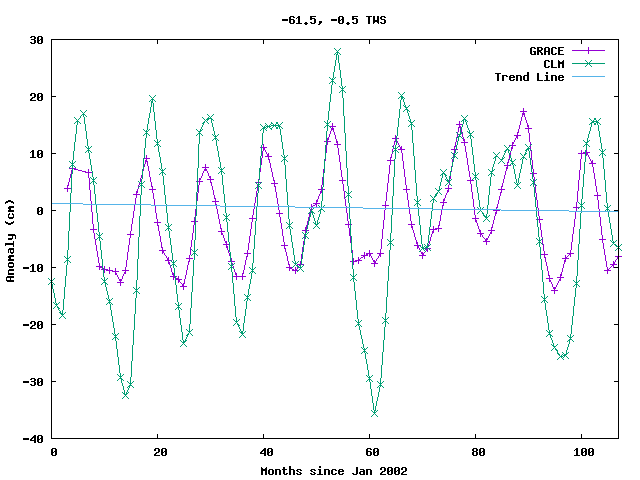 -61.5, -0.5 TWS
30
GRACE
CLM
Trend Line
20
10
0
-10
-20
-30
-40
Anomaly (cm)
0 20 40 60 80 100
Months since Jan 2002